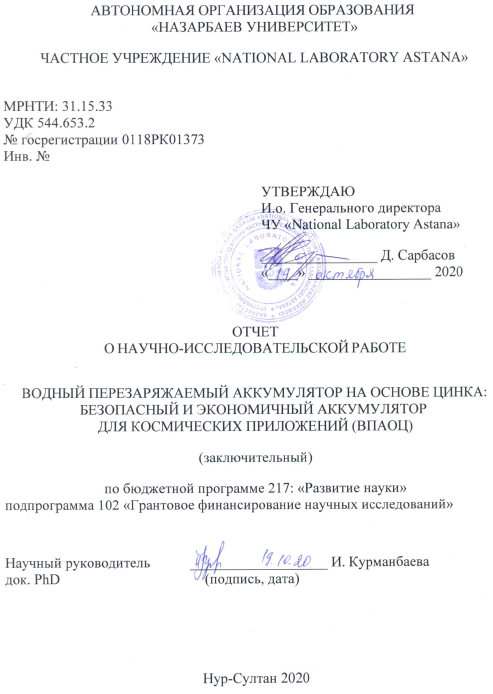 АВТОНОМНАЯ ОРГАНИЗАЦИЯ ОБРАЗОВАНИЯ
«НАЗАРБАЕВ УНИВЕРСИТЕТ»
ЧАСТНОЕ УЧРЕЖДЕНИЕ «NATIONAL LABORATORY ASTANA»
МРНТИ: 31.15.33
УДК 544.653.2
№ госрегистрации 0118РК01373
Инв. №
УТВЕРЖДАЮ
И.о. Генерального директора
ЧУ «National Laboratory Astana»
Д. Сарбасов
«19» октября 2020
NATIONAL LABORATORY
ОТЧЕТ
О НАУЧНО-ИССЛЕДОВАТЕЛЬСКОЙ РАБОТЕ
ВОДНЫЙ ПЕРЕЗАРЯЖАЕМЫЙ АККУМУЛЯТОР НА ОСНОВЕ ЦИНКА:
БЕЗОПАСНЫЙ И ЭКОНОМИЧНЫЙ АККУМУЛЯТОР
ДЛЯ КОСМИЧЕСКИХ ПРИЛОЖЕНИЙ (ВПАОЦ)
(заключительный)
по бюджетной программе 217: «Развитие науки»
подпрограмма 102 «Грантовое финансирование научных исследований»
Научный руководитель 19.10.20 И. Курманбаева
док. PhD (подпись, дата)
Нур-Султан 2020